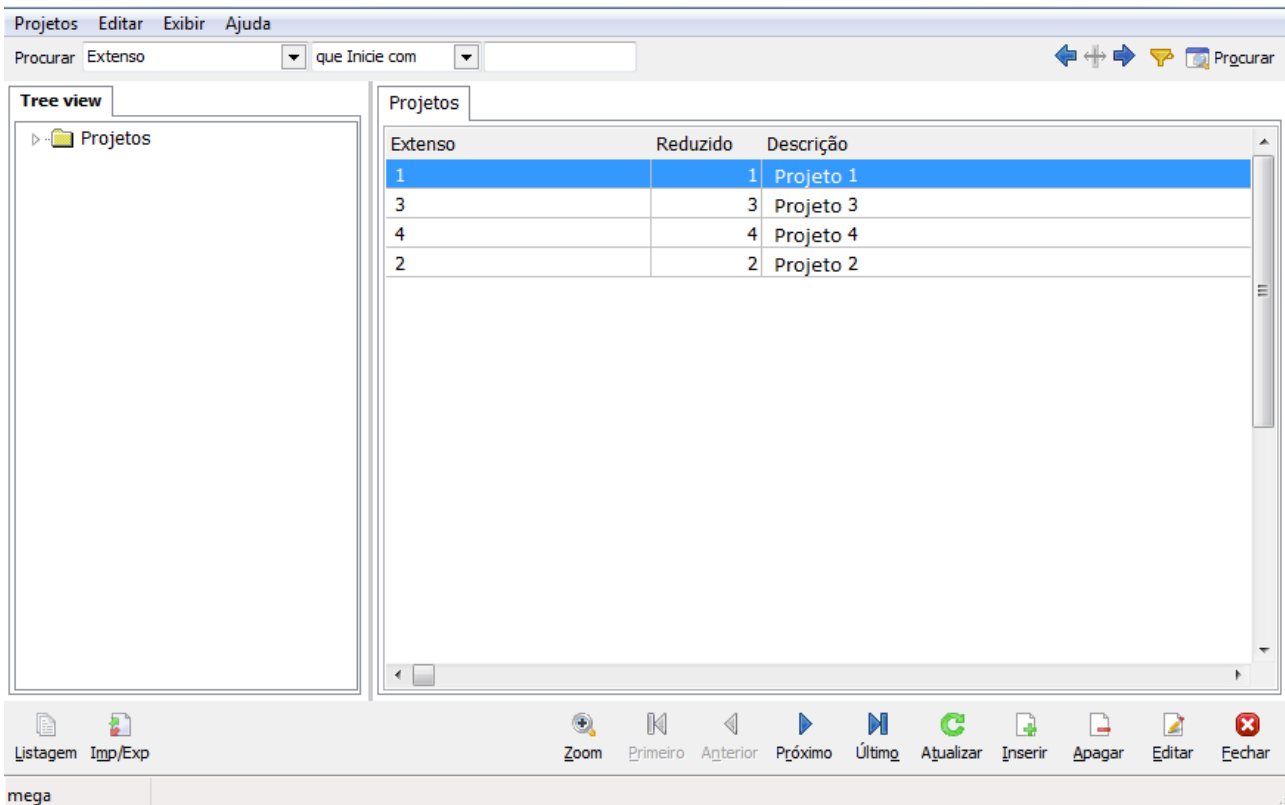 Projetos Editar Exibir Ajuda
Procurar Extenso que Inicie com Procurar
Tree view
Projetos
Projetos
Extenso Reduzido Descrição
1 1 Projeto 1
3 3 Projeto 3
4 4 Projeto 4
2 2 Projeto 2
Listagem Imp/Exp Zoom Primeiro Anterior Próximo Último Atualizar Inserir Apagar Editar Fechar
mega